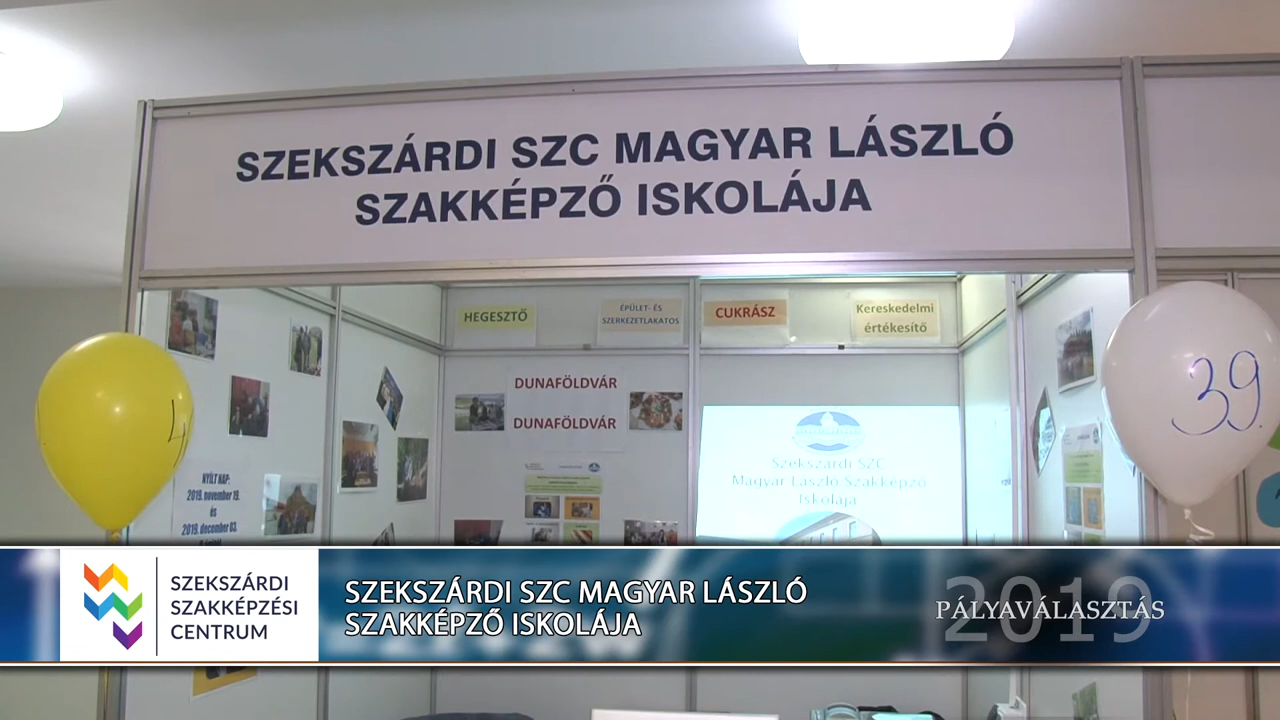 SZEKSZÁRDI SZC MAGYAR LÁSZLÓ
SZAKKÉPZŐ ISKOLÁJA
HEGESZTŐ
ÉPÜLET- ÉS
SZERKEZETLAKATOS
CUKRÁSZ
Kereskedelmi
értékesítő
DUNAFÖLDVÁR
DUNAFÖLDVÁR
39.
Szekszárdi SZC
Magyar László Szakképző
Iskolája
NYÍLT NAP:
2019. november 19.
és
2019. december 03.
SZEKSZÁRDI
SZAKKÉPZÉSI
CENTRUM
SZEKSZÁRDI SZC MAGYAR LÁSZLÓ
SZAKKÉPZŐ ISKOLÁJA
2019
PÁLYAVÁLASZTÁS